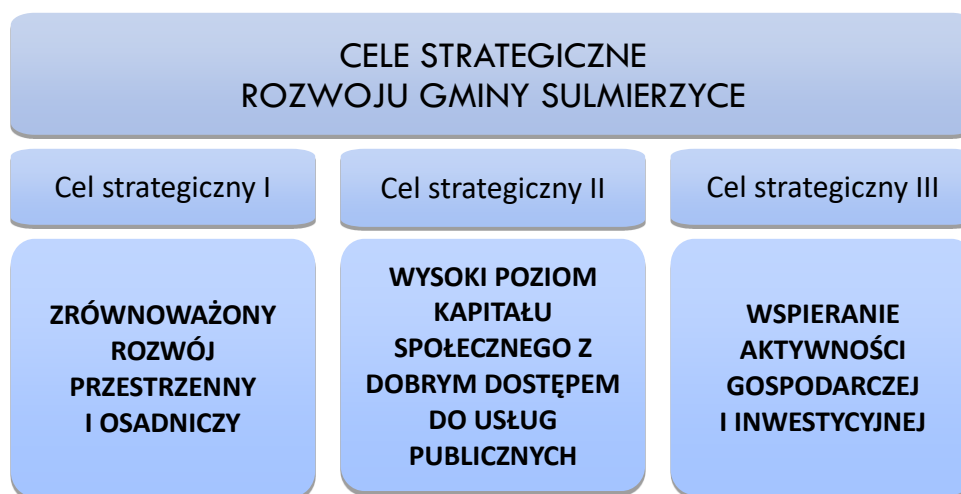 CELE STRATEGICZNE
ROZWOJU GMINY SULMIERZYCE
Cel strategiczny I
ZRÓWNOWAŻONY
ROZWÓJ
PRZESTRZENNY
I OSADNICZY
Cel strategiczny II
WYSOKI POZIOM
KAPITAŁU
SPOŁECZNEGO Z
DOBRYM DOSTĘPEM
DO USŁUG
PUBLICZNYCH
Cel strategiczny III
WSPIERANIE
AKTYWNOŚCI
GOSPODARCZEJ
I INWESTYCYJNEJ